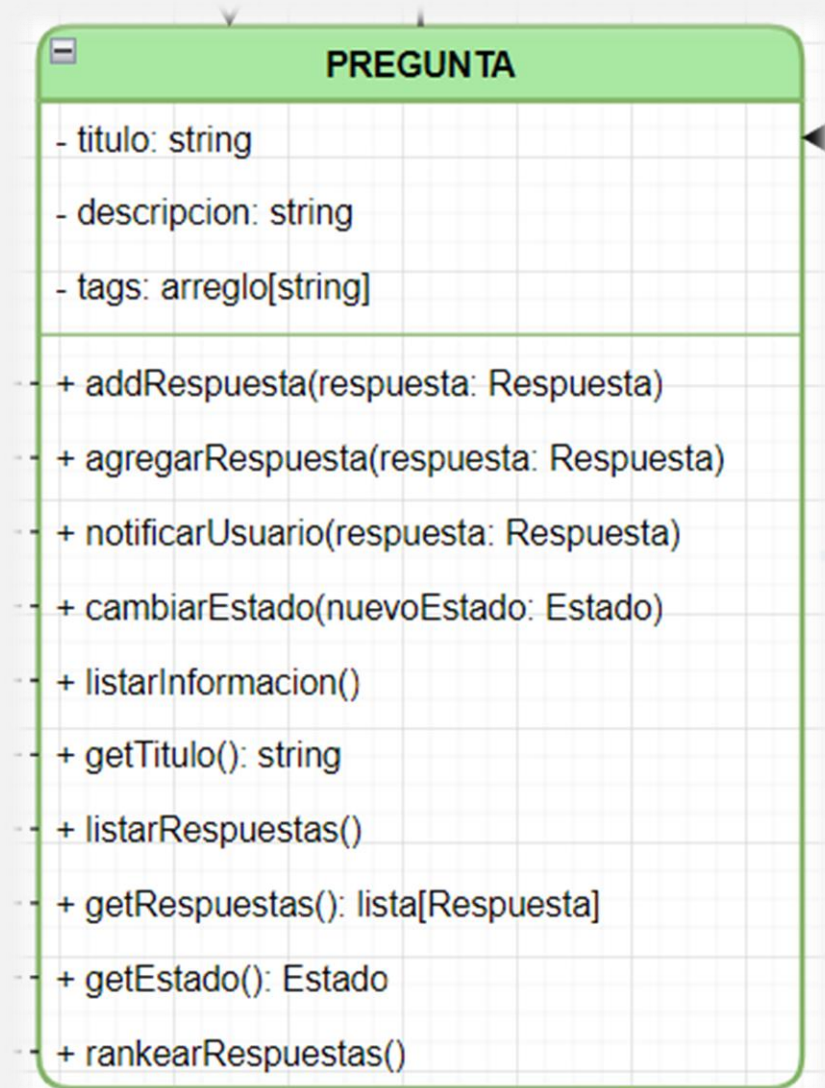 PREGUNTA
- titulo: string
- descripcion: string
- tags: arreglo[string]
+ addRespuesta(respuesta: Respuesta)
+ agregarRespuesta(respuesta: Respuesta)
+ notificarUsuario(respuesta: Respuesta)
+ cambiarEstado(nuevoEstado: Estado)
+ listarInformacion()
+ getTitulo(): string
+ listarRespuestas()
+ getRespuestas(): lista[Respuesta]
+ getEstado(): Estado
+ rankearRespuestas()